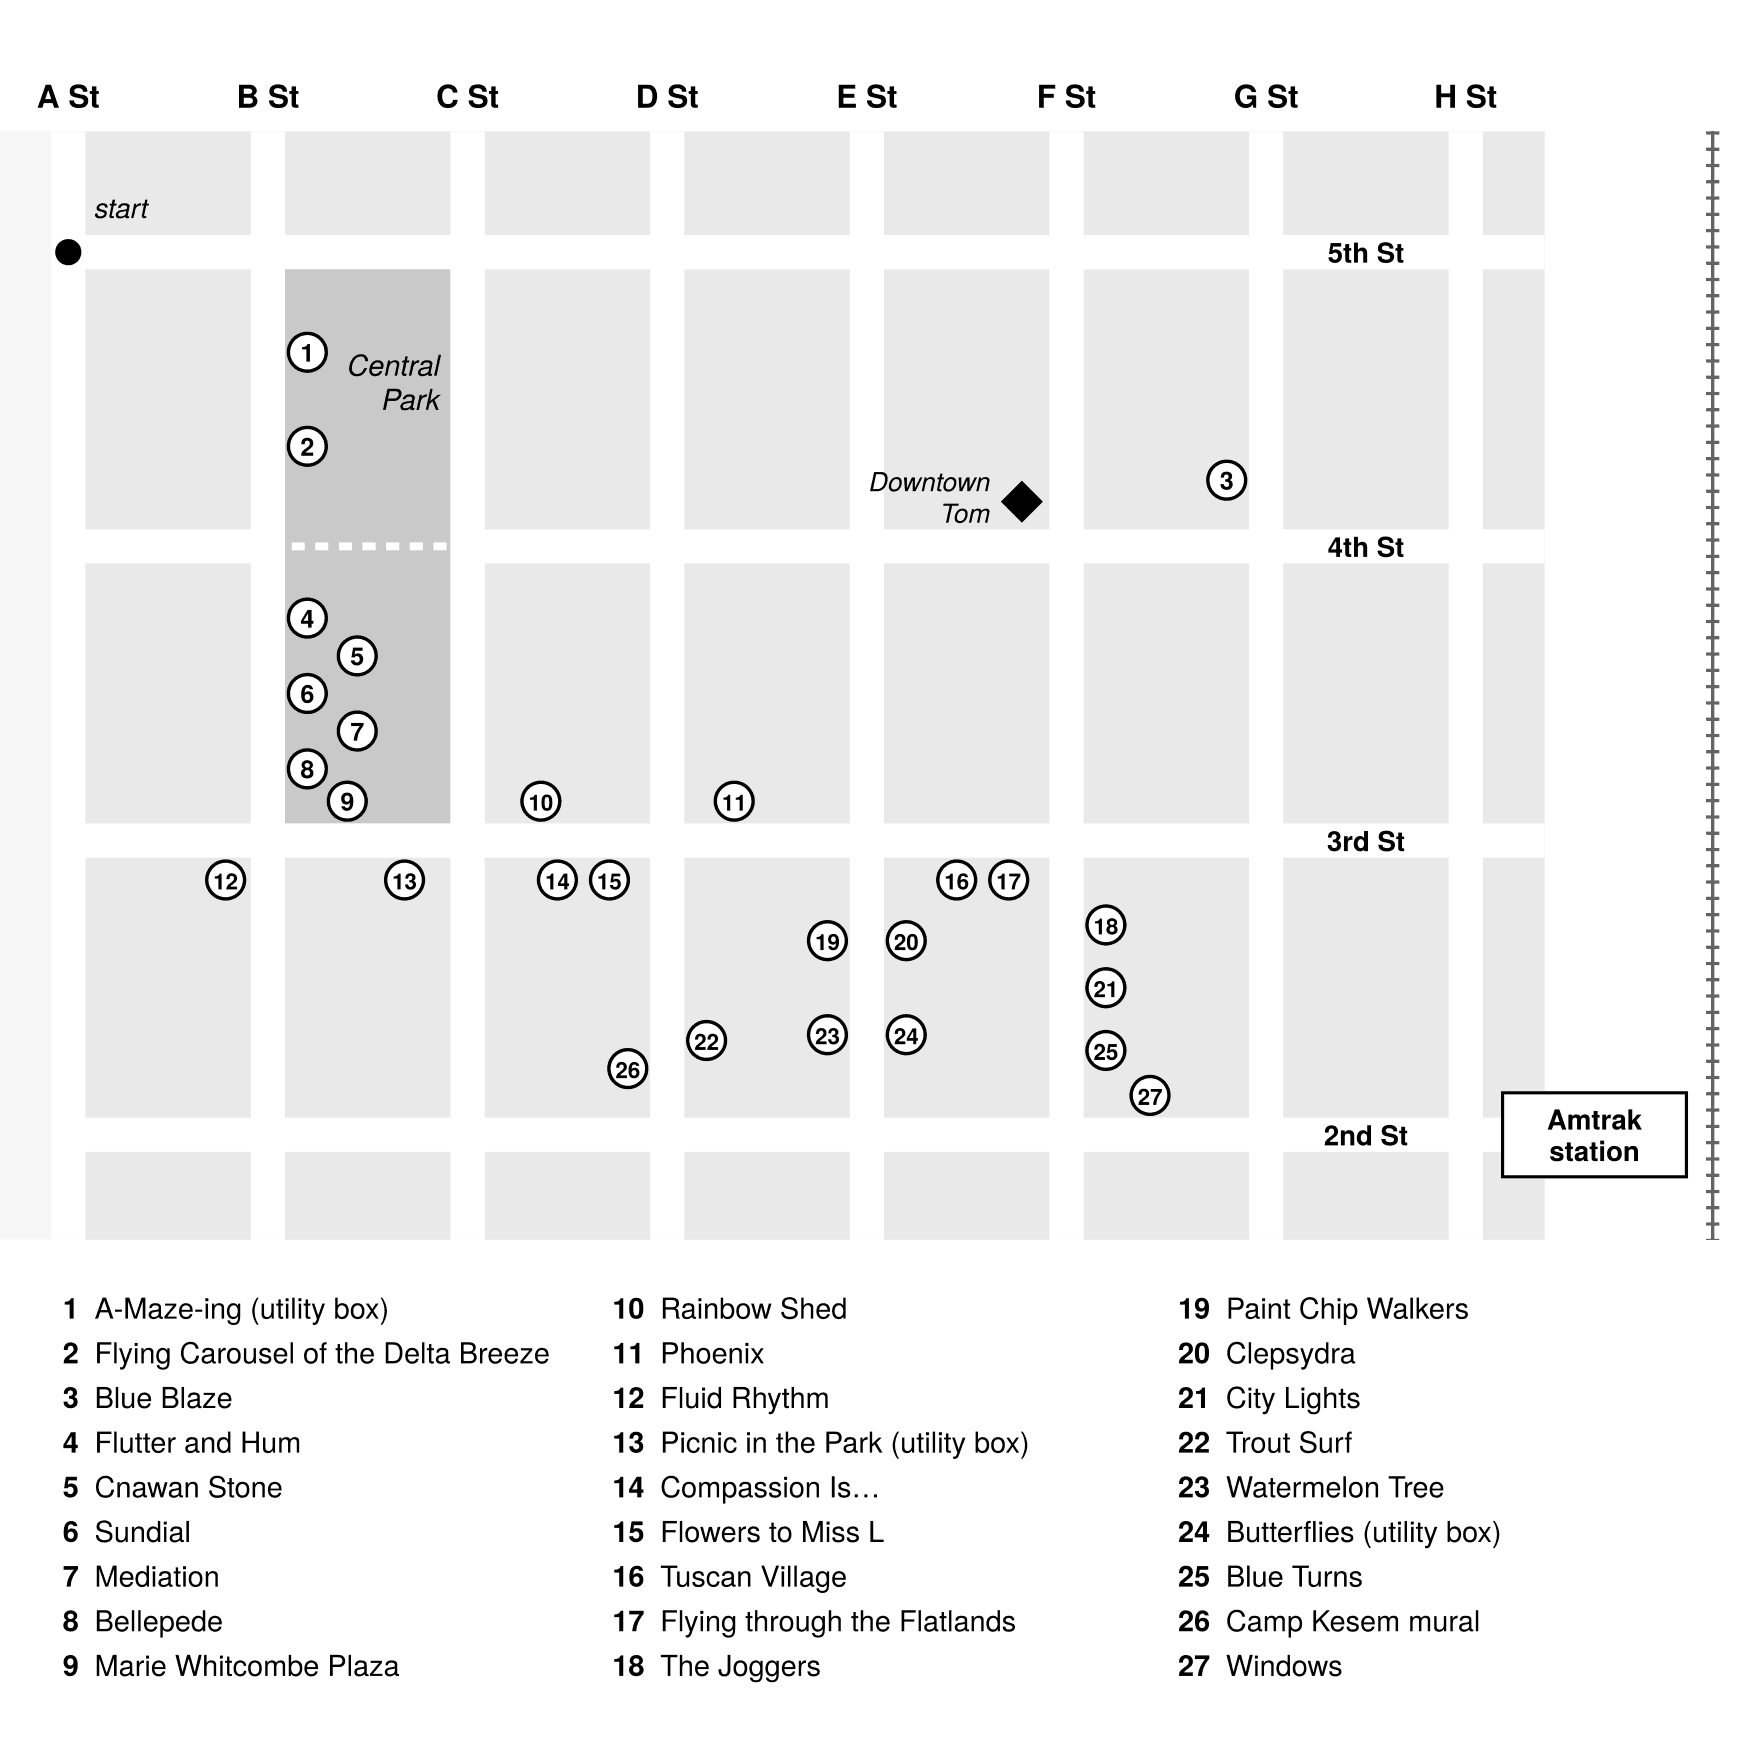 A St
B St
C St
D St
E St
F St
G St
H St
start
5th St
1
Central
Park
2
Downtown
Tom
3
4th St
4
5
6
7
8
9
10
11
3rd St
12
13
14
15
16
17
18
19
20
21
22
23
24
25
26
27
2nd St
Amtrak
station
1 A-Maze-ing (utility box)
2 Flying Carousel of the Delta Breeze
3 Blue Blaze
4 Flutter and Hum
5 Cnawan Stone
6 Sundial
7 Mediation
8 Bellepede
9 Marie Whitcombe Plaza
10 Rainbow Shed
11 Phoenix
12 Fluid Rhythm
13 Picnic in the Park (utility box)
14 Compassion Is…
15 Flowers to Miss L
16 Tuscan Village
17 Flying through the Flatlands
18 The Joggers
19 Paint Chip Walkers
20 Clepsydra
21 City Lights
22 Trout Surf
23 Watermelon Tree
24 Butterflies (utility box)
25 Blue Turns
26 Camp Kesem mural
27 Windows